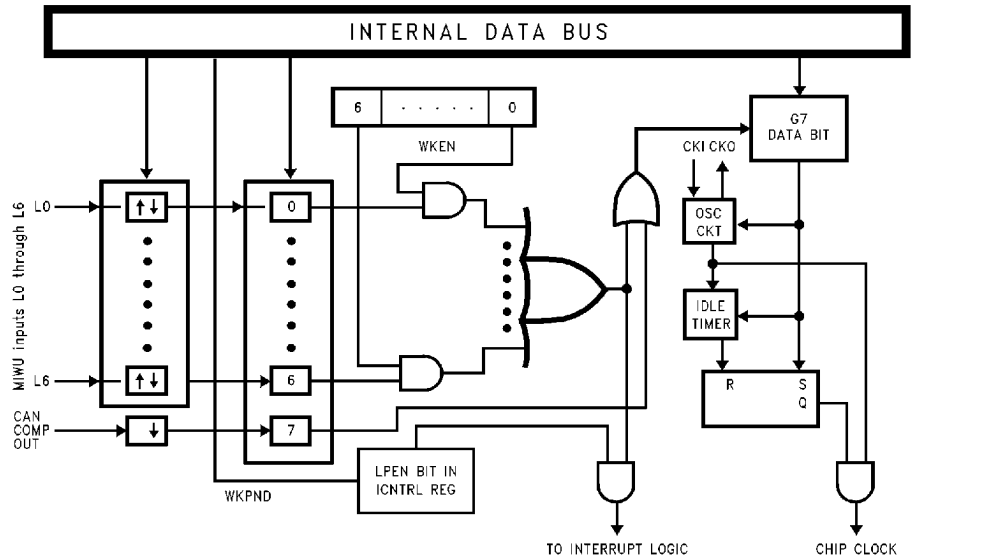 INTERNAL DATA BUS
6 . . . . . 0
WKEN
G7
DATA BIT
CKI CKO
MIWU inputs L0 through L6
L0
↑↓
0
OSC
CKT
IDLE
TIMER
L6
↑↓
6
R S
Q
CAN
COMP
OUT
↓
7
LPEN BIT IN
ICNTRL REG
WKPND
TO INTERRUPT LOGIC
CHIP CLOCK